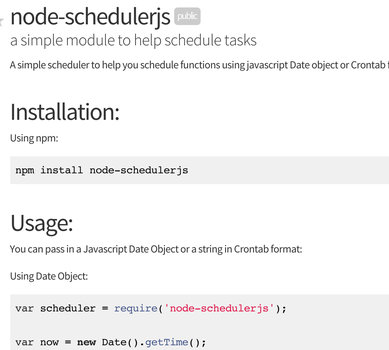 node-schedulerjs public
a simple module to help schedule tasks
A simple scheduler to help you schedule functions using javascript Date object or Crontab
Installation:
Using npm:
npm install node-schedulerjs
Usage:
You can pass in a Javascript Date Object or a string in Crontab format:
Using Date Object:
var scheduler = require('node-schedulerjs');
var now = new Date().getTime();